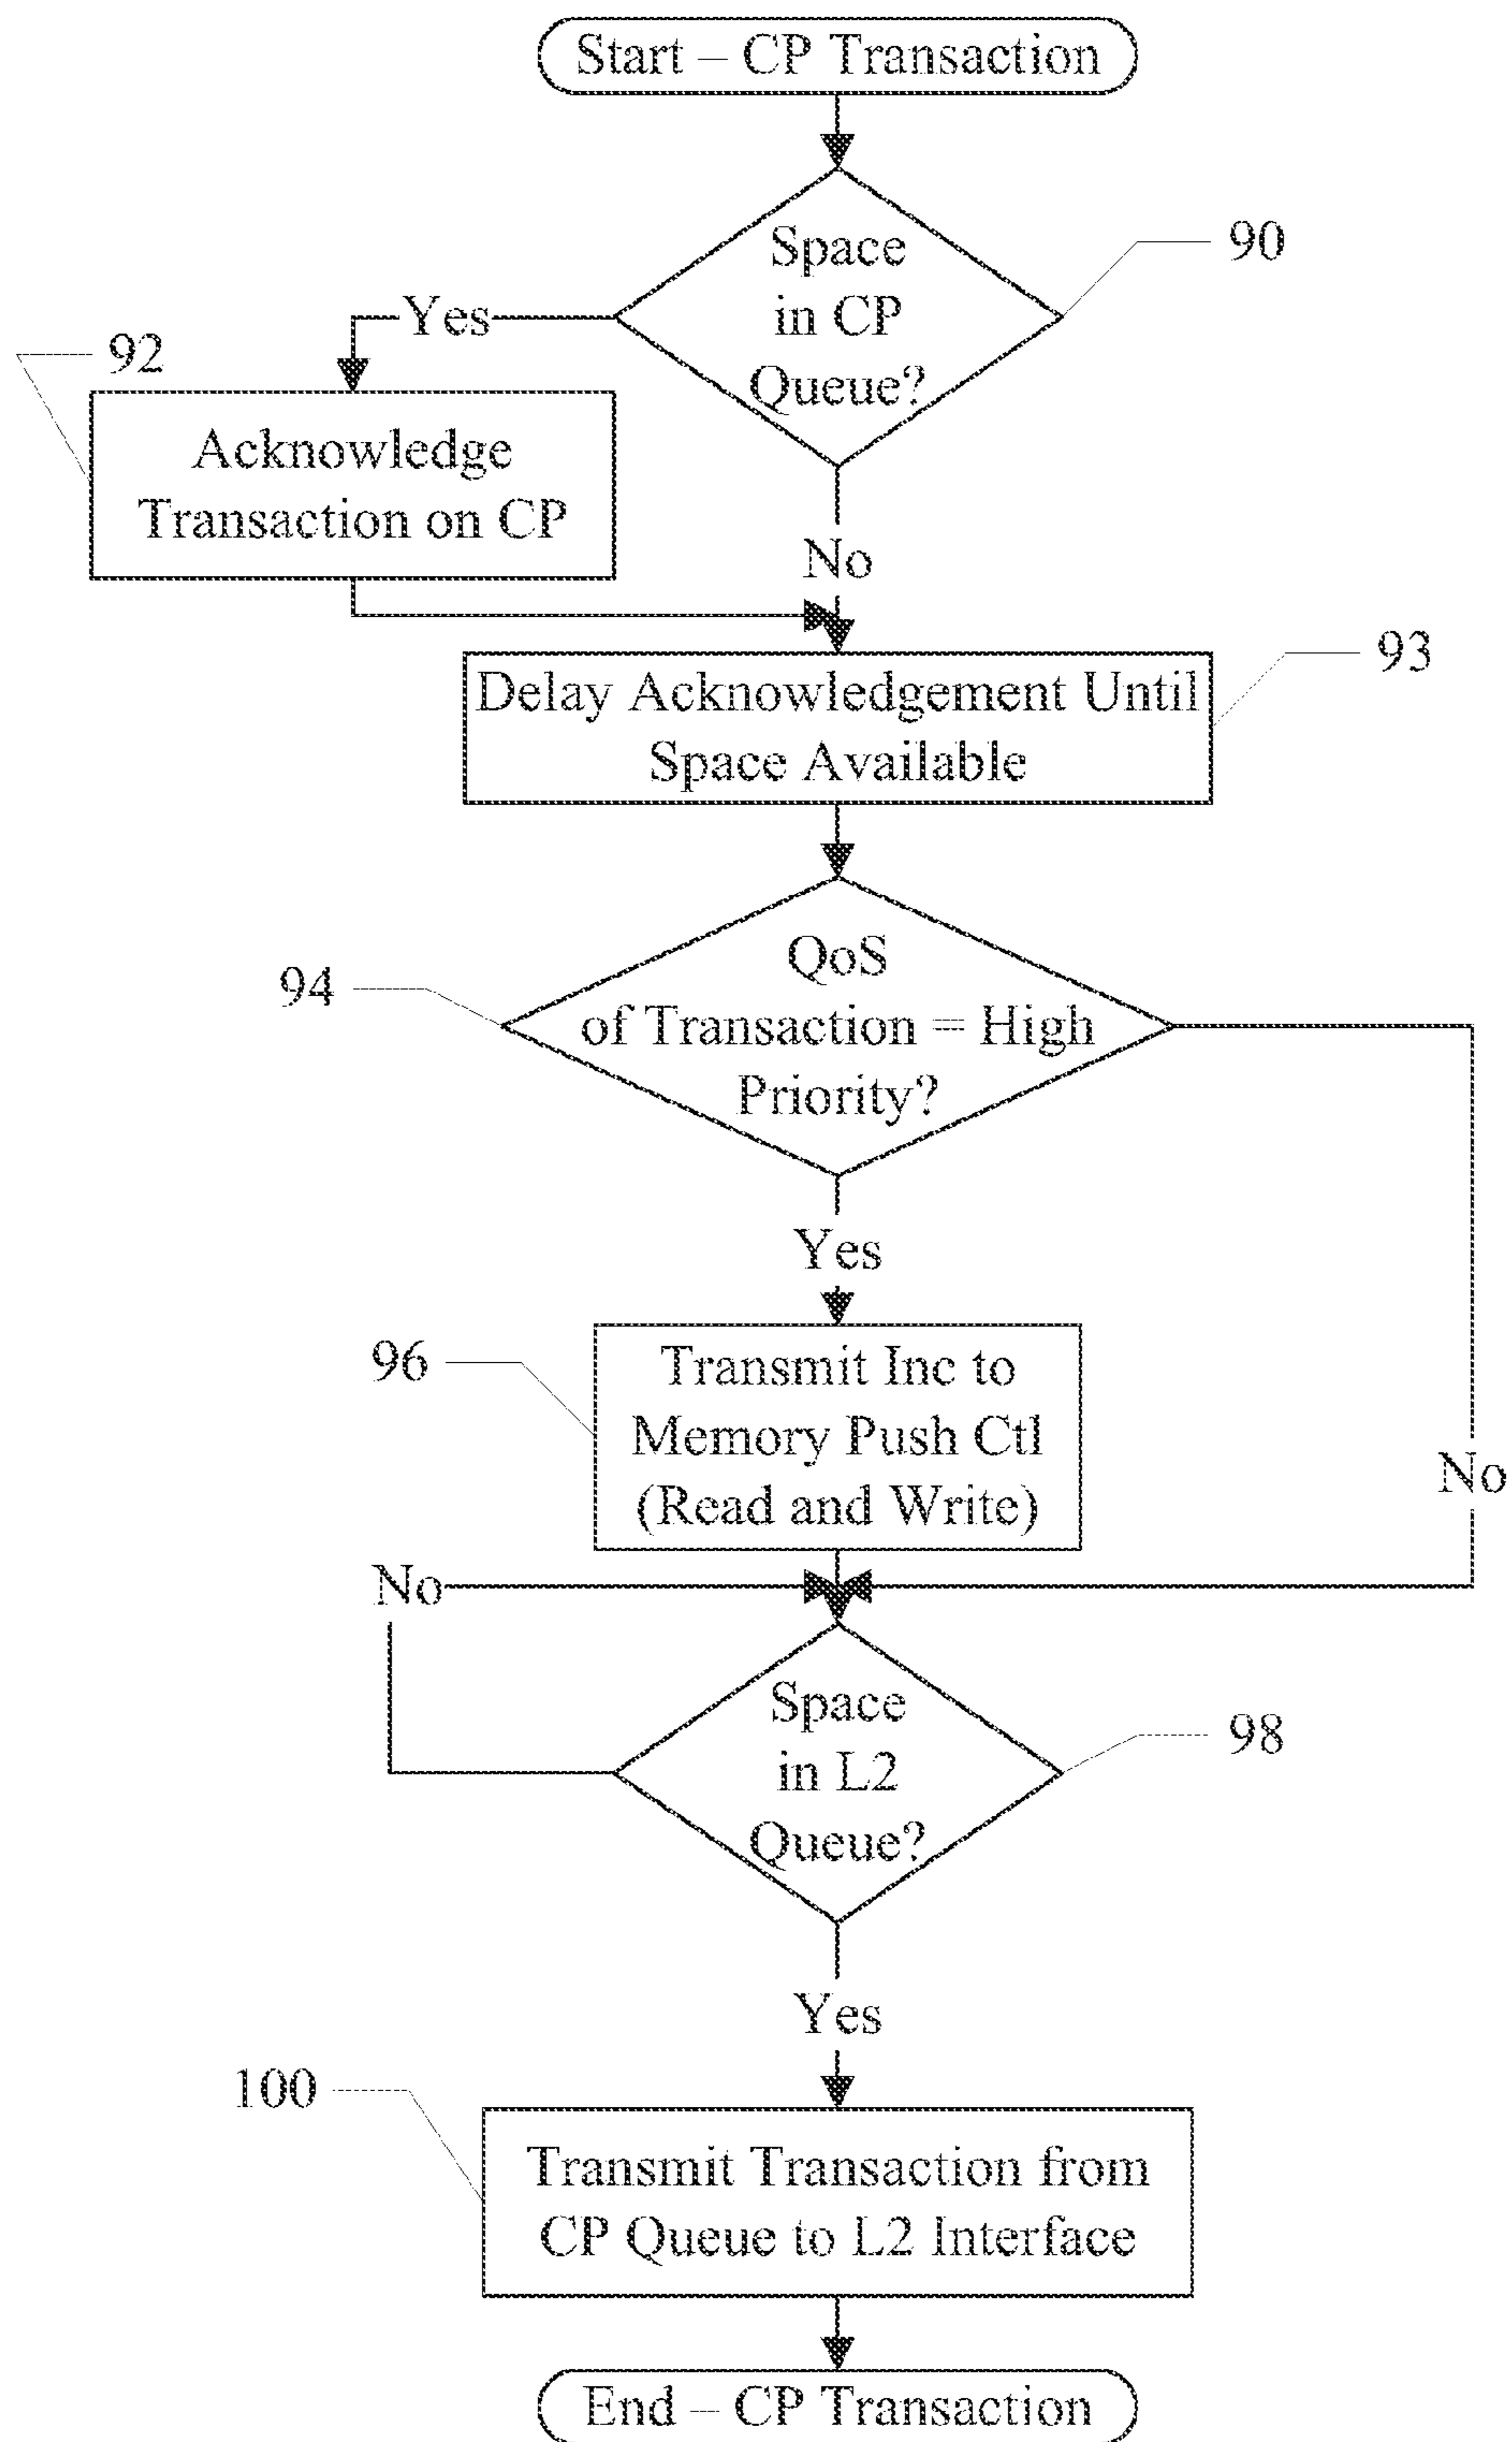 Start – CP Transaction
Space
in CP
Queue?
90
Yes
92
Acknowledge
Transaction on CP
No
93
Delay Acknowledgement Until
Space Available
94
QoS
of Transaction = High
Priority?
Yes
96
Transmit Inc to
Memory Push Ctl
(Read and Write)
No
No
Space
in L2
Queue?
98
Yes
100
Transmit Transaction from
CP Queue to L2 Interface
End – CP Transaction